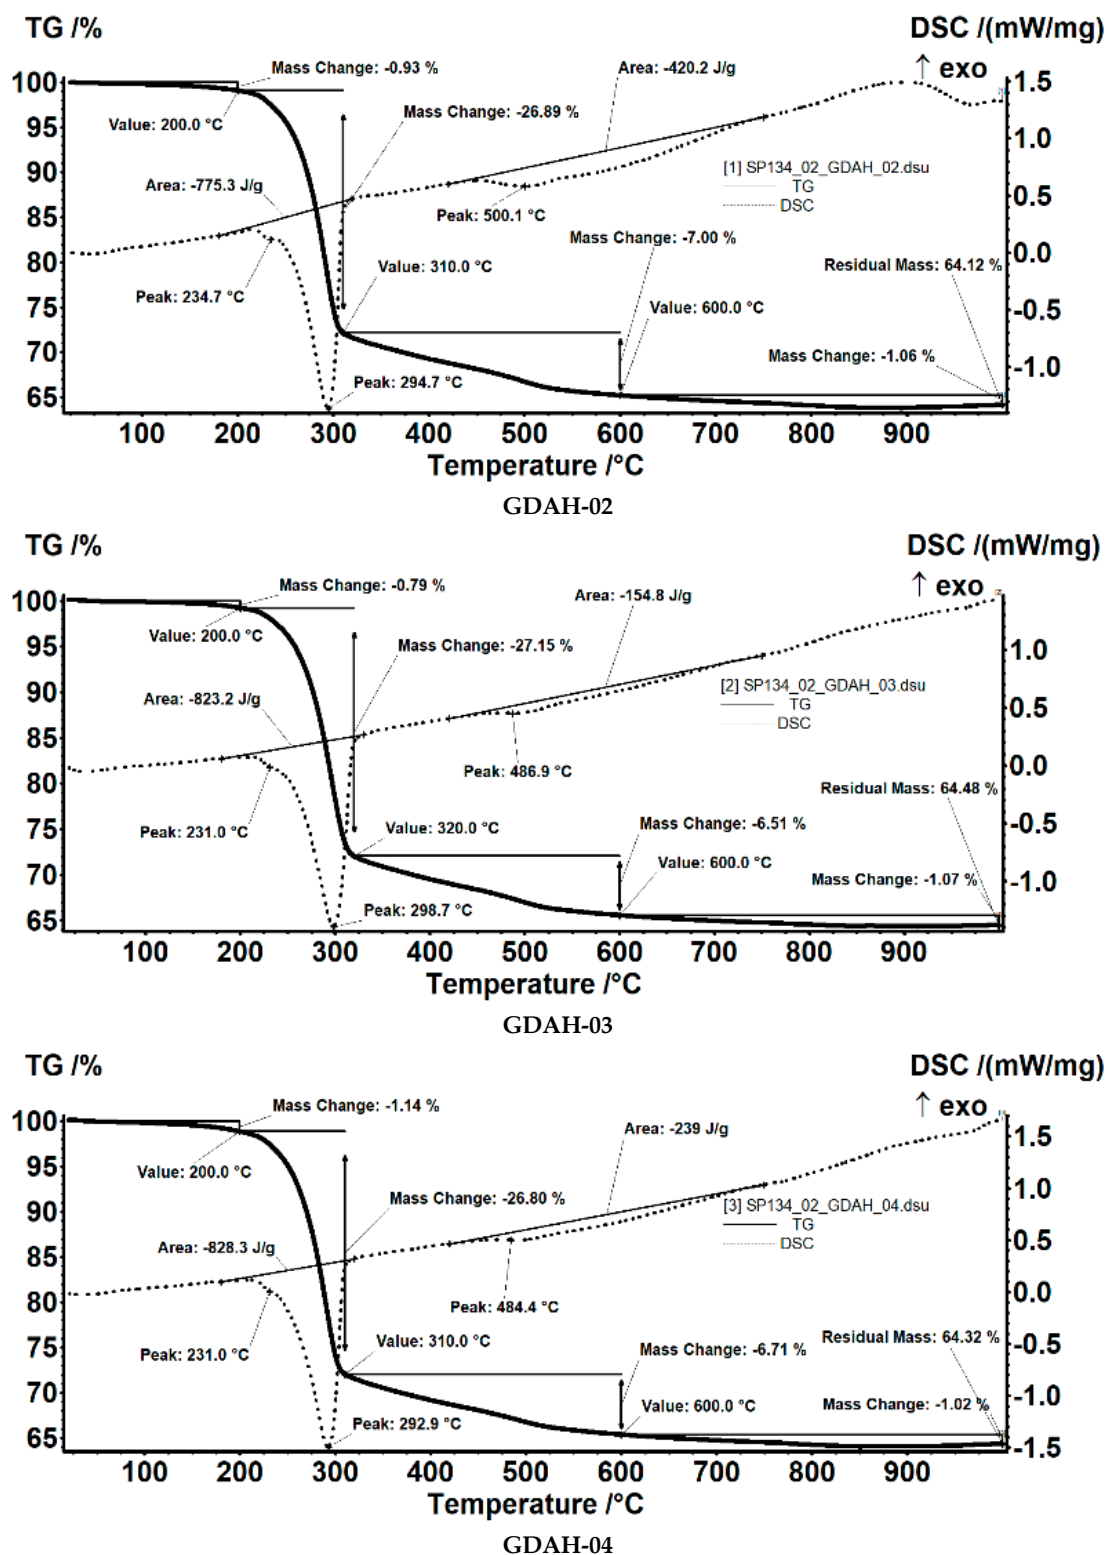 TG /%
DSC /(mW/mg)
↑ exo
Mass Change: -0.93 %
Area: -420.2 J/g
Value: 200.0 °C
Mass Change: -26.89 %
[1] SP134_02_GDAH_02.dsu
TG
DSC
Area: -775.3 J/g
Peak: 500.1 °C
Mass Change: -7.00 %
Value: 310.0 °C
Residual Mass: 64.12 %
Peak: 234.7 °C
Value: 600.0 °C
Mass Change: -1.06 %
Peak: 294.7 °C
100
95
90
85
80
75
70
65
1.5
1.0
0.5
0.0
-0.5
-1.0
100 200 300 400 500 600 700 800 900
Temperature /°C
GDAH-02
TG /%
DSC /(mW/mg)
↑ exo
Mass Change: -0.79 %
Area: -154.8 J/g
Value: 200.0 °C
Mass Change: -27.15 %
[2] SP134_02_GDAH_03.dsu
TG
DSC
Area: -823.2 J/g
Peak: 486.9 °C
Residual Mass: 64.48 %
Peak: 231.0 °C
Value: 320.0 °C
Mass Change: -6.51 %
Value: 600.0 °C
Mass Change: -1.07 %
Peak: 298.7 °C
100
95
90
85
80
75
70
65
1.0
0.5
0.0
-0.5
-1.0
100 200 300 400 500 600 700 800 900
Temperature /°C
GDAH-03
TG /%
DSC /(mW/mg)
↑ exo
Mass Change: -1.14 %
Area: -239 J/g
Value: 200.0 °C
Mass Change: -26.80 %
[3] SP134_02_GDAH_04.dsu
TG
DSC
Area: -828.3 J/g
Peak: 484.4 °C
Peak: 231.0 °C
Value: 310.0 °C
Mass Change: -6.71 %
Residual Mass: 64.32 %
Value: 600.0 °C
Mass Change: -1.02 %
Peak: 292.9 °C
100
95
90
85
80
75
70
65
1.5
1.0
0.5
0.0
-0.5
-1.0
-1.5
100 200 300 400 500 600 700 800 900
Temperature /°C
GDAH-04